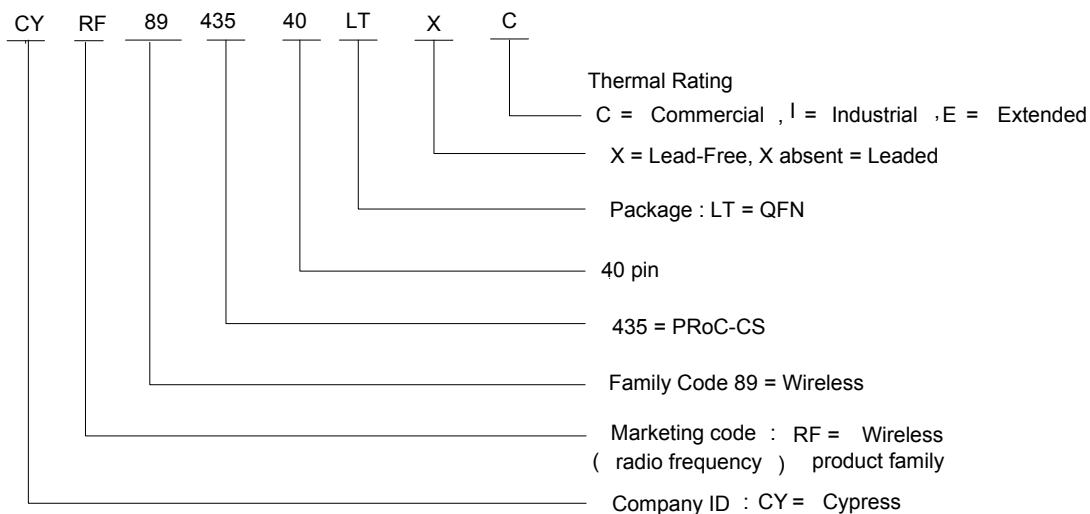 CY RF 89 435 40 LT X C
Thermal Rating
C = Commercial , I = Industrial , E = Extended
X = Lead-Free, X absent = Leaded
Package : LT = QFN
40 pin
435 = PRoC-CS
Family Code 89 = Wireless
Marketing code : RF = Wireless
( radio frequency ) product family
Company ID : CY = Cypress